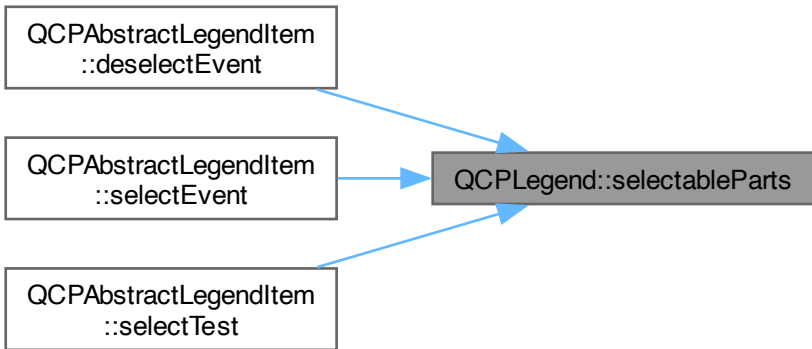 QCPAbstractLegendItem
::deselectEvent
QCPAbstractLegendItem
::selectEvent
QCPLegend::selectableParts
QCPAbstractLegendItem
::selectTest